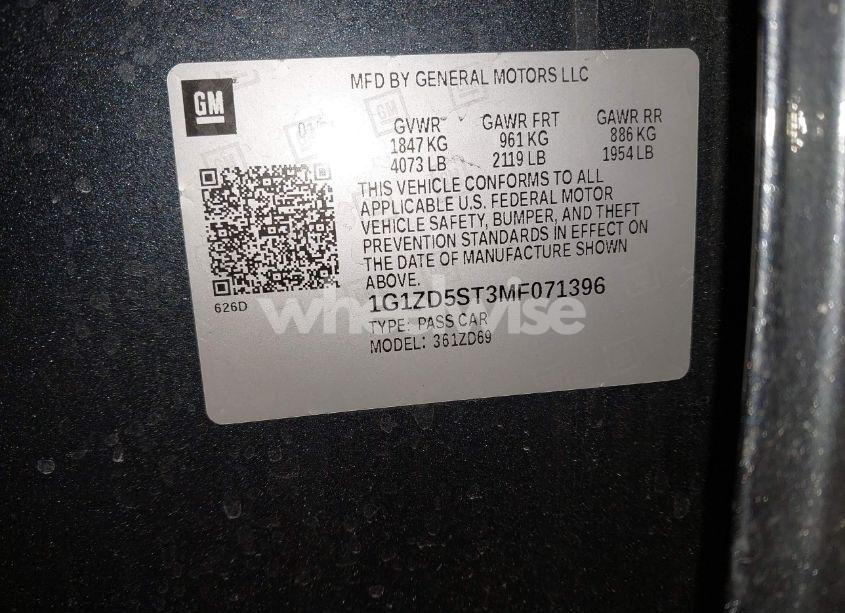 GM
MFD BY GENERAL MOTORS LLC
GVWR
1847 KG
4073 LB
GAWR FRT
961 KG
2119 LB
GAWR RR
886 KG
1954 LB
THIS VEHICLE CONFORMS TO ALL
APPLICABLE U.S. FEDERAL MOTOR
VEHICLE SAFETY, BUMPER, AND THEFT
PREVENTION STANDARDS IN EFFECT ON
THE DATE OF MANUFACTURE SHOWN
ABOVE.
626D
1G1ZD5ST3MF071396
wheelwise
TYPE: PASS CAR
MODEL: 361ZD69